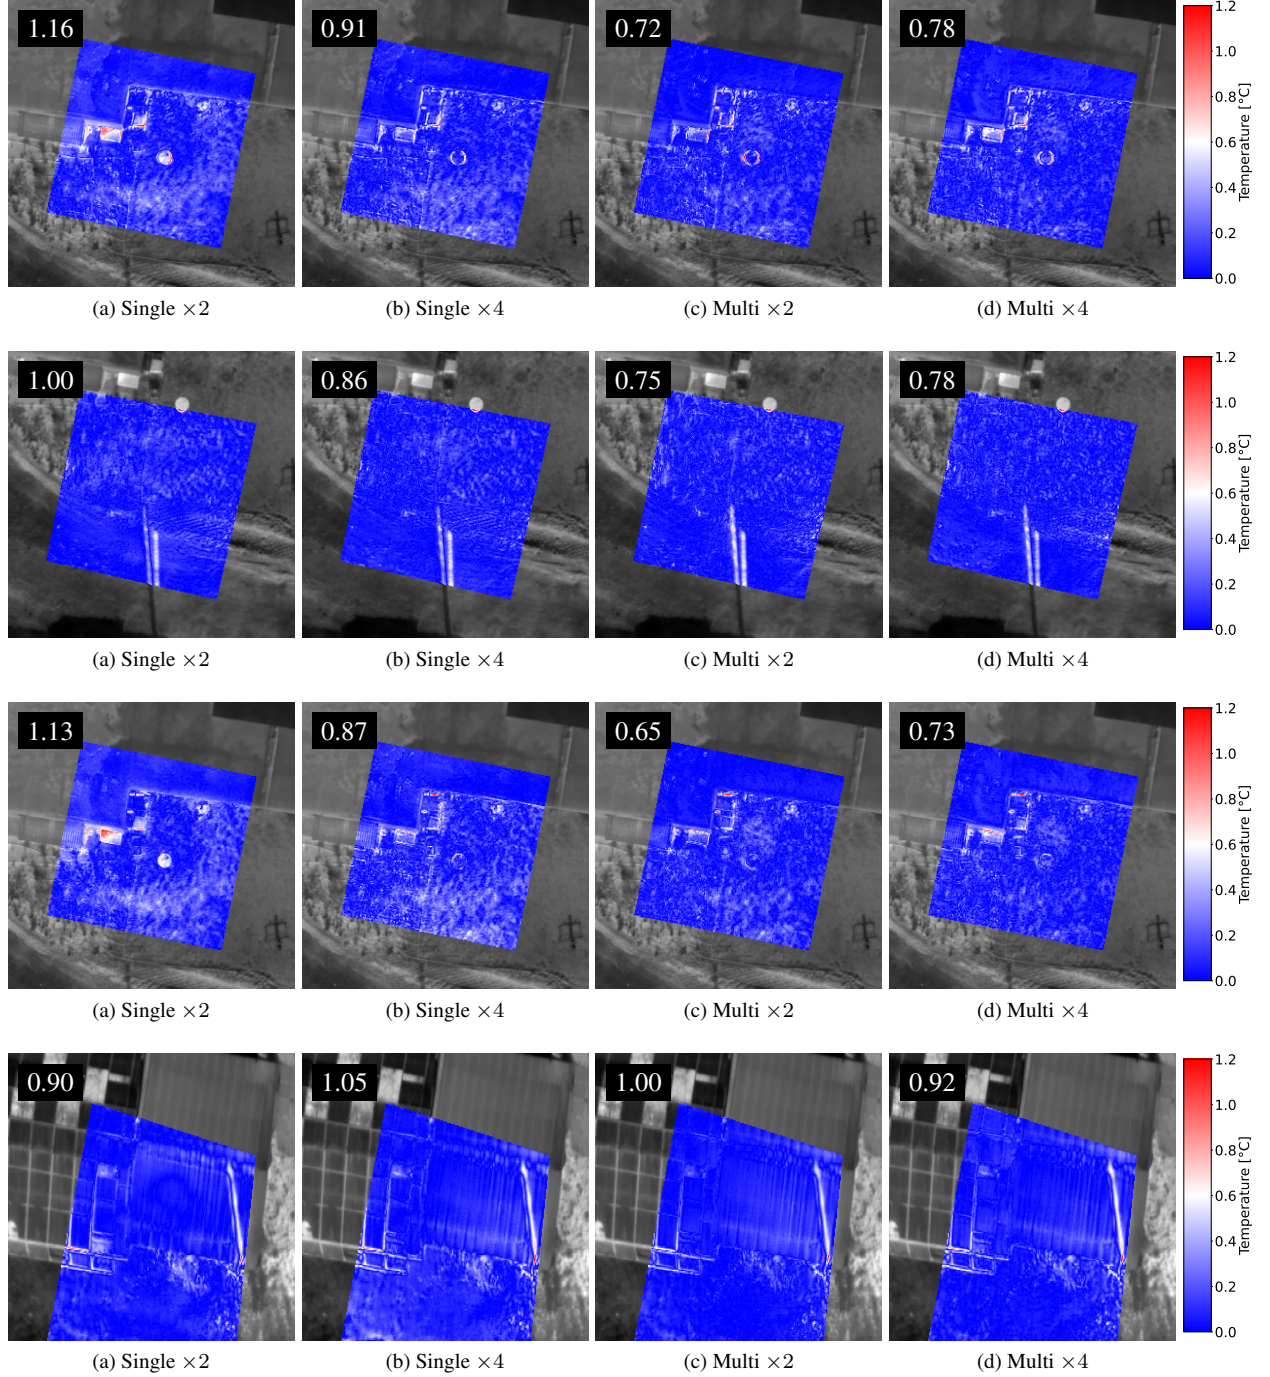 1.16
0.91
0.72
0.78
1.2
1.0
0.8
0.6
0.4
0.2
0.0
Temperature [°C]
(a) Single ×2
(b) Single ×4
(c) Multi ×2
(d) Multi ×4
1.00
0.86
0.75
0.78
1.2
1.0
0.8
0.6
0.4
0.2
0.0
Temperature [°C]
(a) Single ×2
(b) Single ×4
(c) Multi ×2
(d) Multi ×4
1.13
0.87
0.65
0.73
1.2
1.0
0.8
0.6
0.4
0.2
0.0
Temperature [°C]
(a) Single ×2
(b) Single ×4
(c) Multi ×2
(d) Multi ×4
0.90
1.05
1.00
0.92
1.2
1.0
0.8
0.6
0.4
0.2
0.0
Temperature [°C]
(a) Single ×2
(b) Single ×4
(c) Multi ×2
(d) Multi ×4